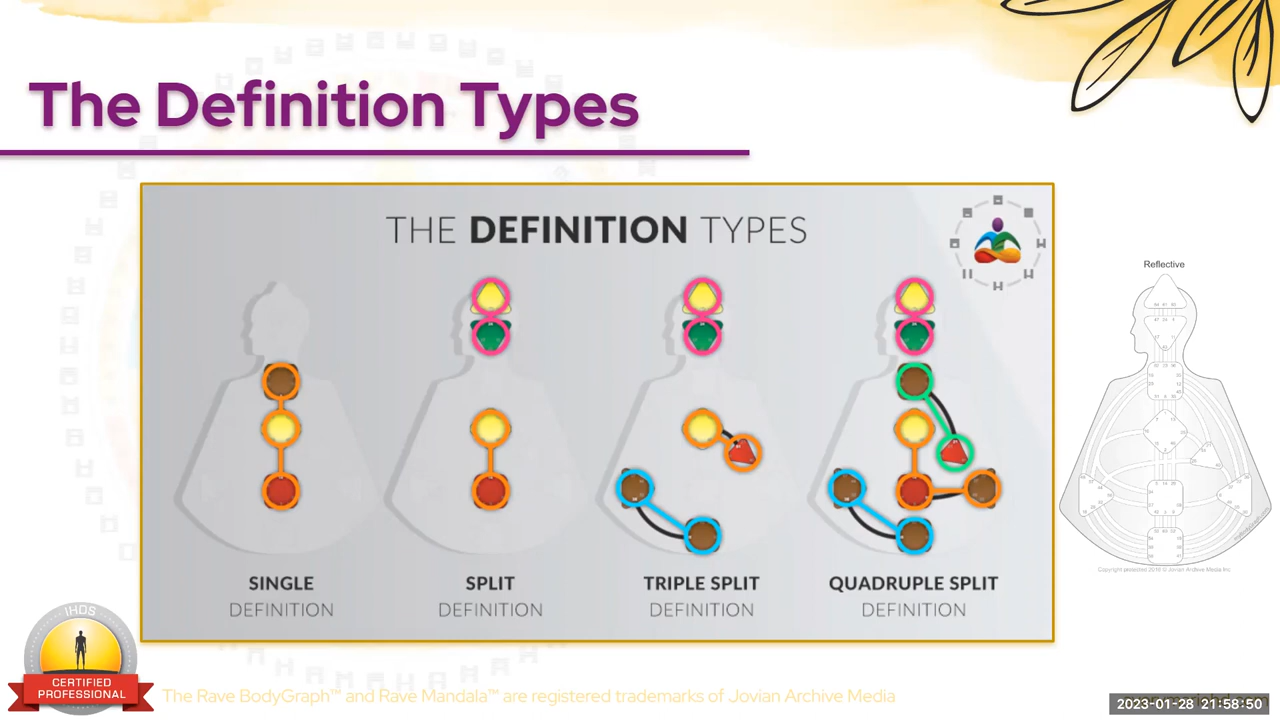 The Definition Types
THE DEFINITION TYPES
Reflective
SINGLE
DEFINITION
SPLIT
DEFINITION
TRIPLE SPLIT
DEFINITION
QUADRUPLE SPLIT
DEFINITION
IHDS
CERTIFIED
PROFESSIONAL
The Rave BodyGraph™ and Rave Mandala™ are registered trademarks of Jovian Archive Media
2023-01-28 21:58:50